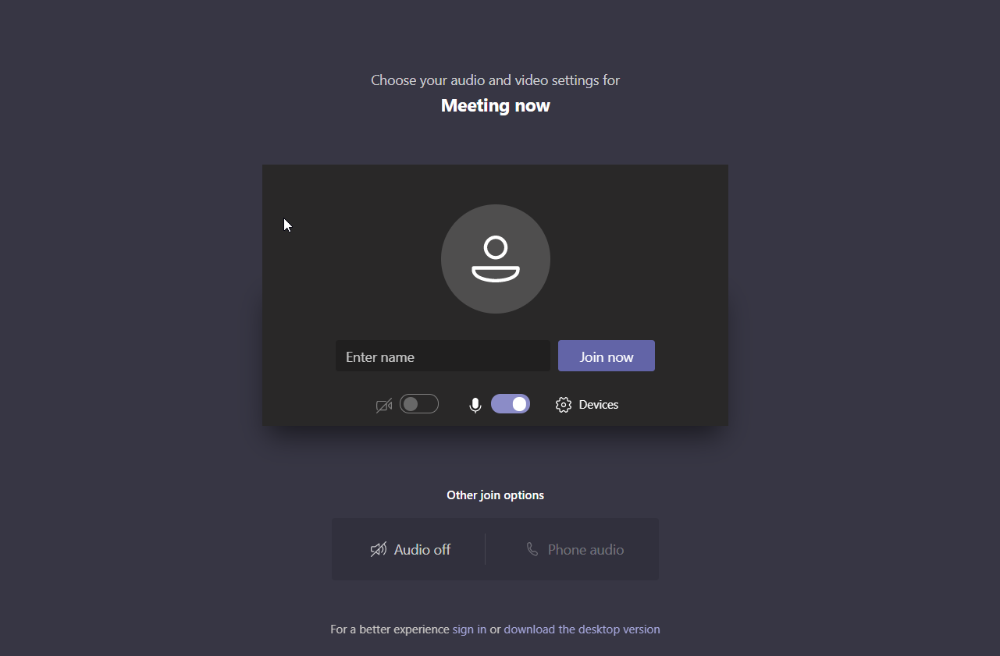 Choose your audio and video settings for
Meeting now
Enter name
Join now
Devices
Other join options
Audio off
Phone audio
For a better experience sign in or download the desktop version